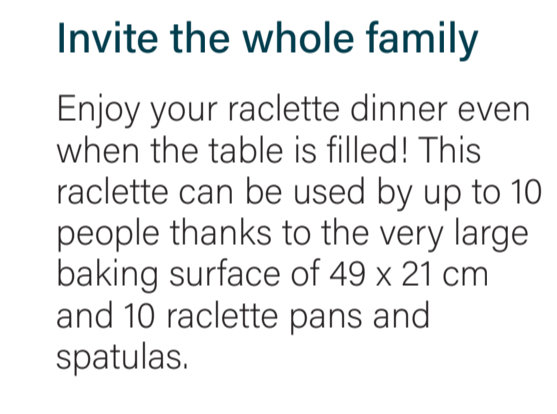 Invite the whole family
Enjoy your raclette dinner even
when the table is filled! This
raclette can be used by up to 10
people thanks to the very large
baking surface of 49 x 21 cm
and 10 raclette pans and
spatulas.